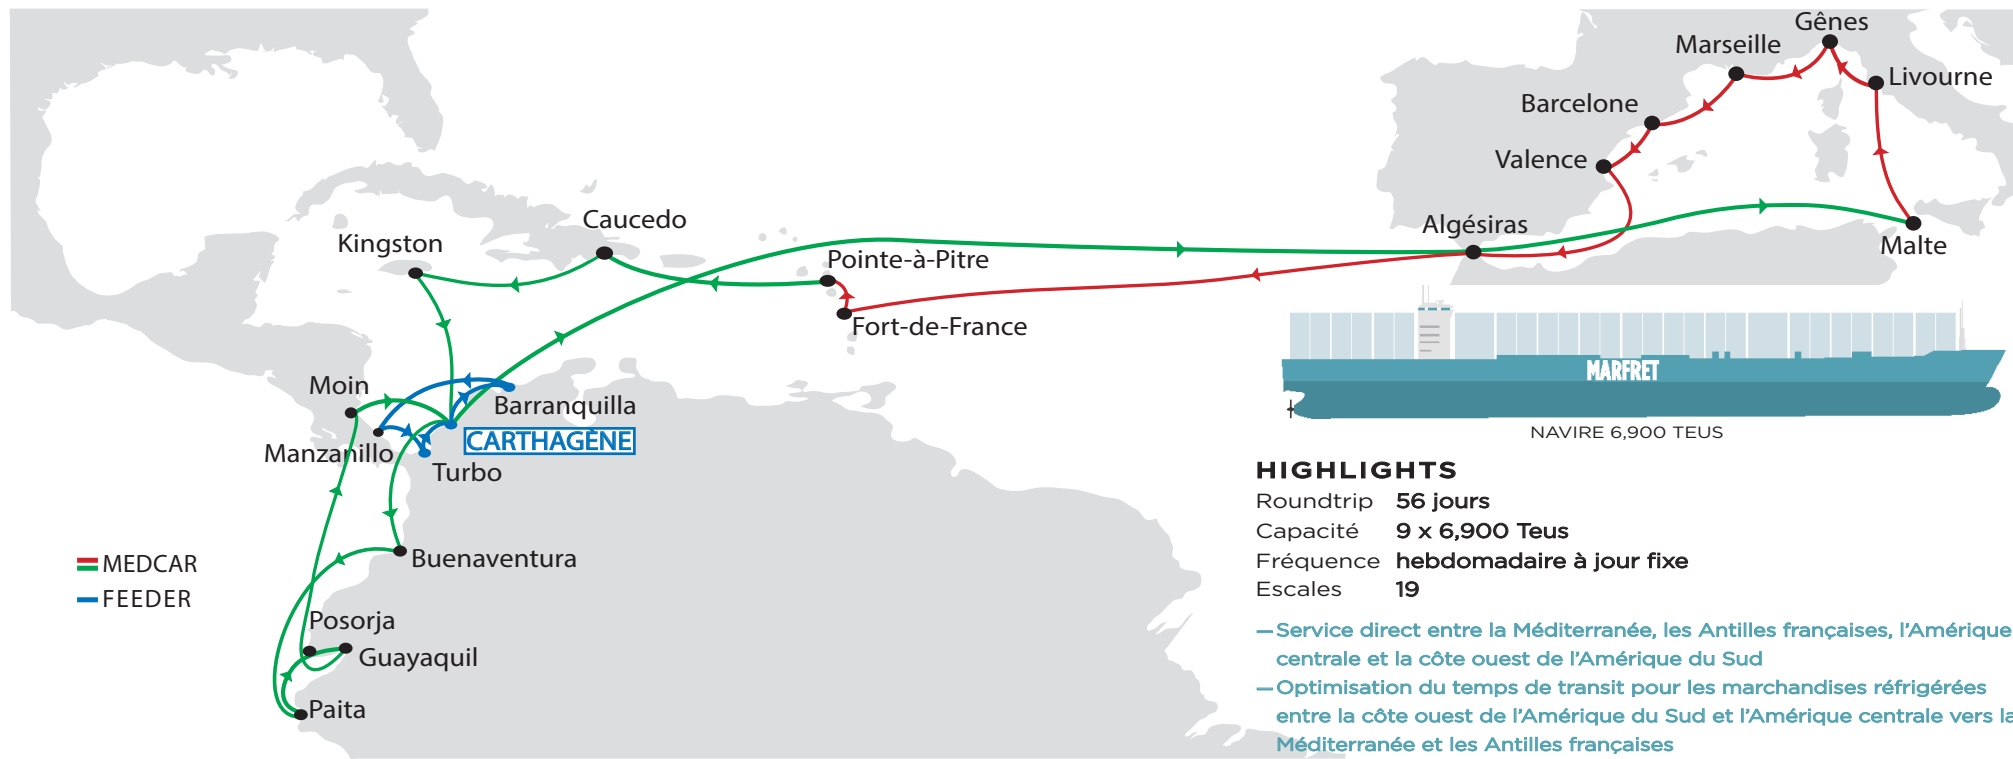 Gênes
Marseille
Livourne
Barcelone
Valence
Caucedo
Algésiras
Kingston
Malte
Pointe-à-Pitre
Fort-de-France
MARFRET
Moin
Barranquilla
NAVIRE 6,900 TEUS
CARTHAGÈNE
Manzanillo
Turbo
HIGHLIGHTS
Roundtrip 56 jours
Capacité 9 x 6,900 Teus
Fréquence hebdomadaire à jour fixe
Escales 19
Buenaventura
MEDCAR
FEEDER
Posorja
Guayaquil
Paita
—Service direct entre la Méditerranée, les Antilles françaises, l'Amérique
centrale et la côte ouest de l'Amérique du Sud
—Optimisation du temps de transit pour les marchandises réfrigérées
entre la côte ouest de l'Amérique du Sud et l'Amérique centrale vers la
Méditerranée et les Antilles françaises